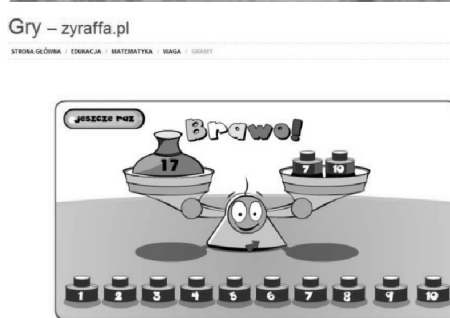 Gry – zyraffa.pl
STRONA GŁÓWNA / EDUKACJA / MATEMATYKA / WAGA / GRAMY
jeszcze raz
Brawo!
17
7 10
1 2 3 4 5 6 7 8 9 10